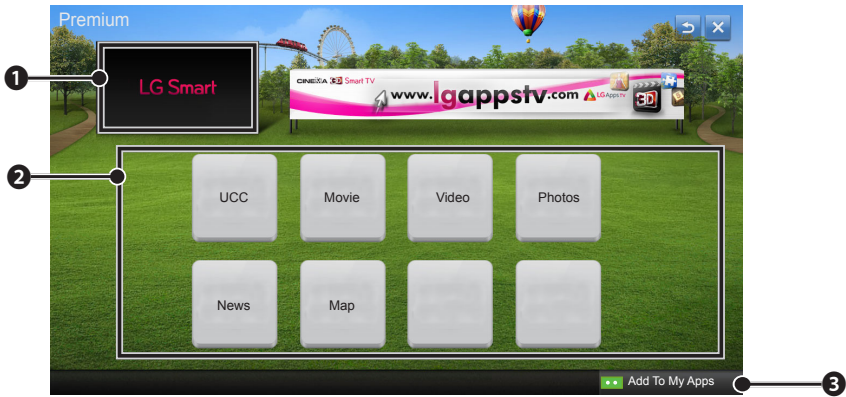 Premium
LG Smart
CINEMA 3D Smart TV
www.lgappstv.com LG Apps TV
3D
1
2
UCC Movie Video Photos
News Map
Add To My Apps
3